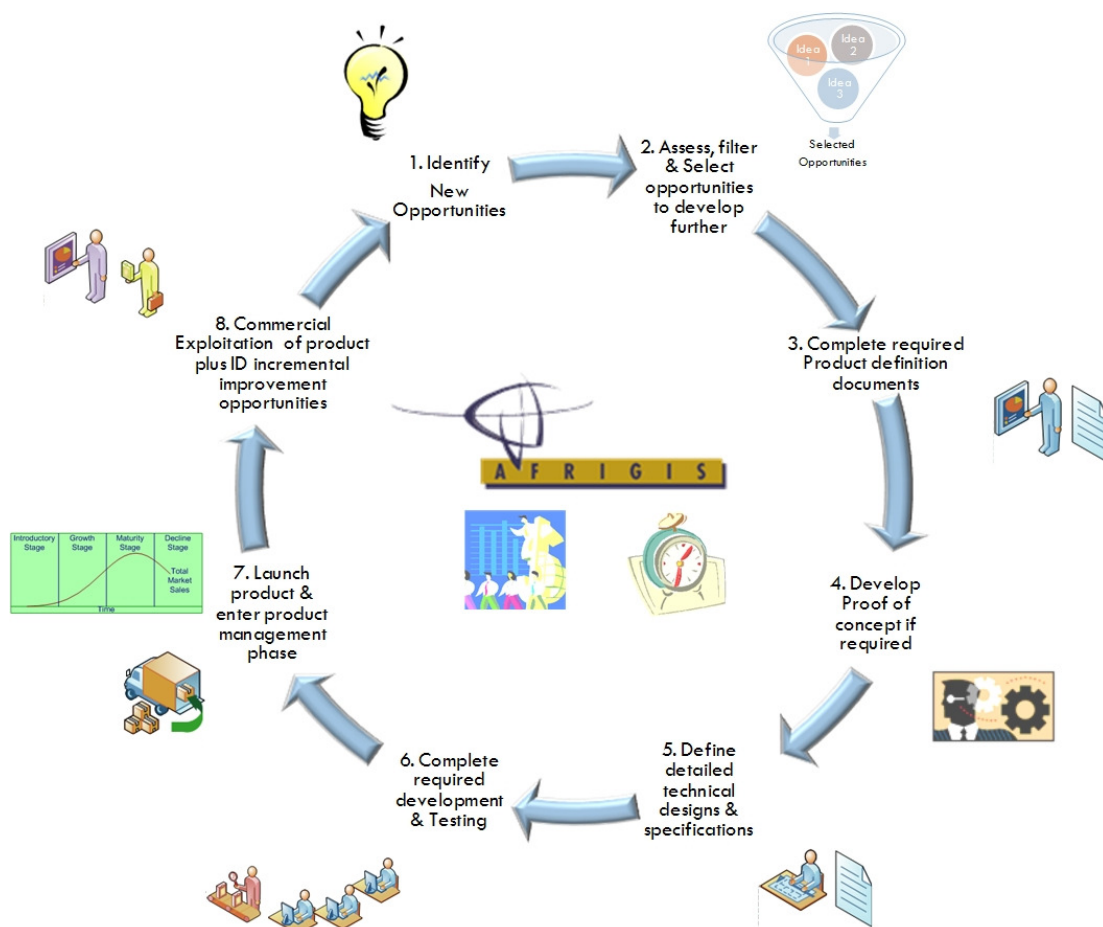 Idea
1
Idea
2
Idea
3
Selected
Opportunities
1. Identify
New
Opportunities
2. Assess, filter
& Select
opportunities
to develop
further
3. Complete required
Product definition
documents
4. Develop
Proof of
concept if
required
5. Define
detailed
technical
designs &
specifications
6. Complete
required
development
& Testing
7. Launch
product &
enter product
management
phase
8. Commercial
Exploitation of product
plus ID incremental
improvement
opportunities
AFRIGIS
Introductory
Stage
Growth
Stage
Maturity
Stage
Decline
Stage
Total
Market
Sales
Time